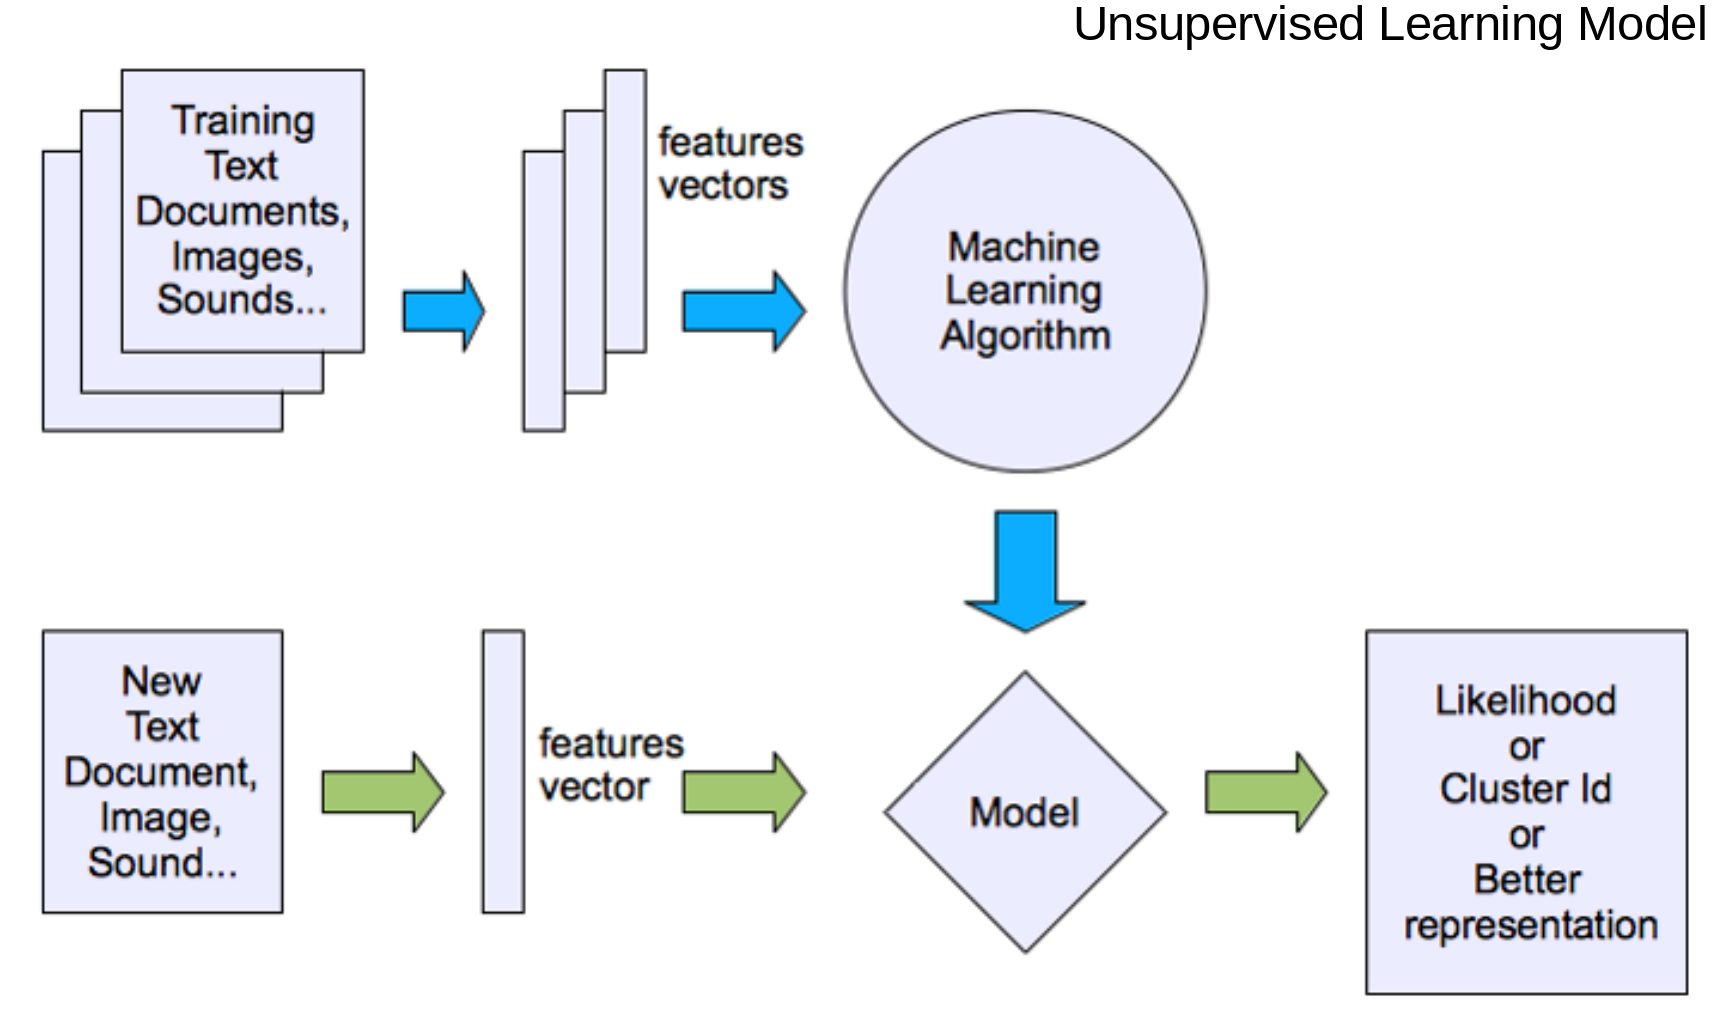 Unsupervised Learning Model
Training
Text
Documents,
Images,
Sounds...
features
vectors
Machine
Learning
Algorithm
New
Text
Document,
Image,
Sound...
features
vector
Model
Likelihood
or
Cluster Id
or
Better
representation